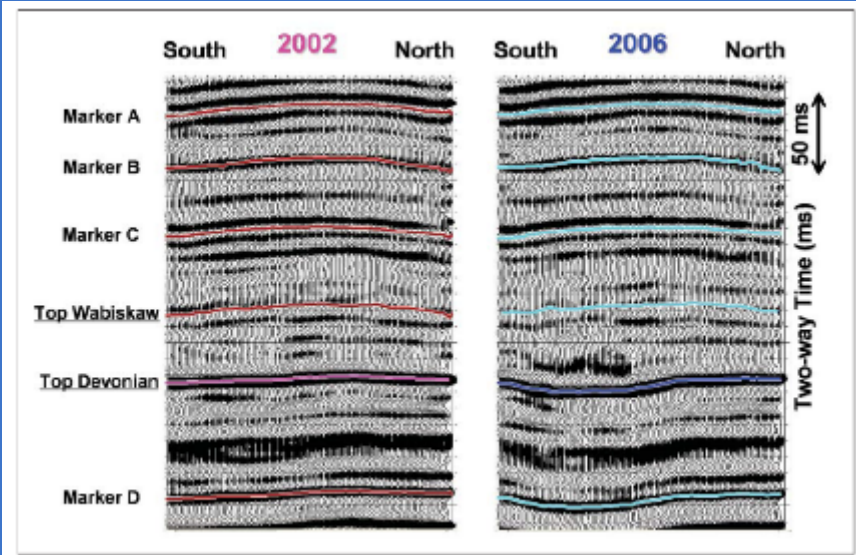 2002 2006
South North South North
Marker A
Marker B
Marker C
Top Wabiskaw
Top Devonian
Marker D
50 ms
Two-way Time (ms)